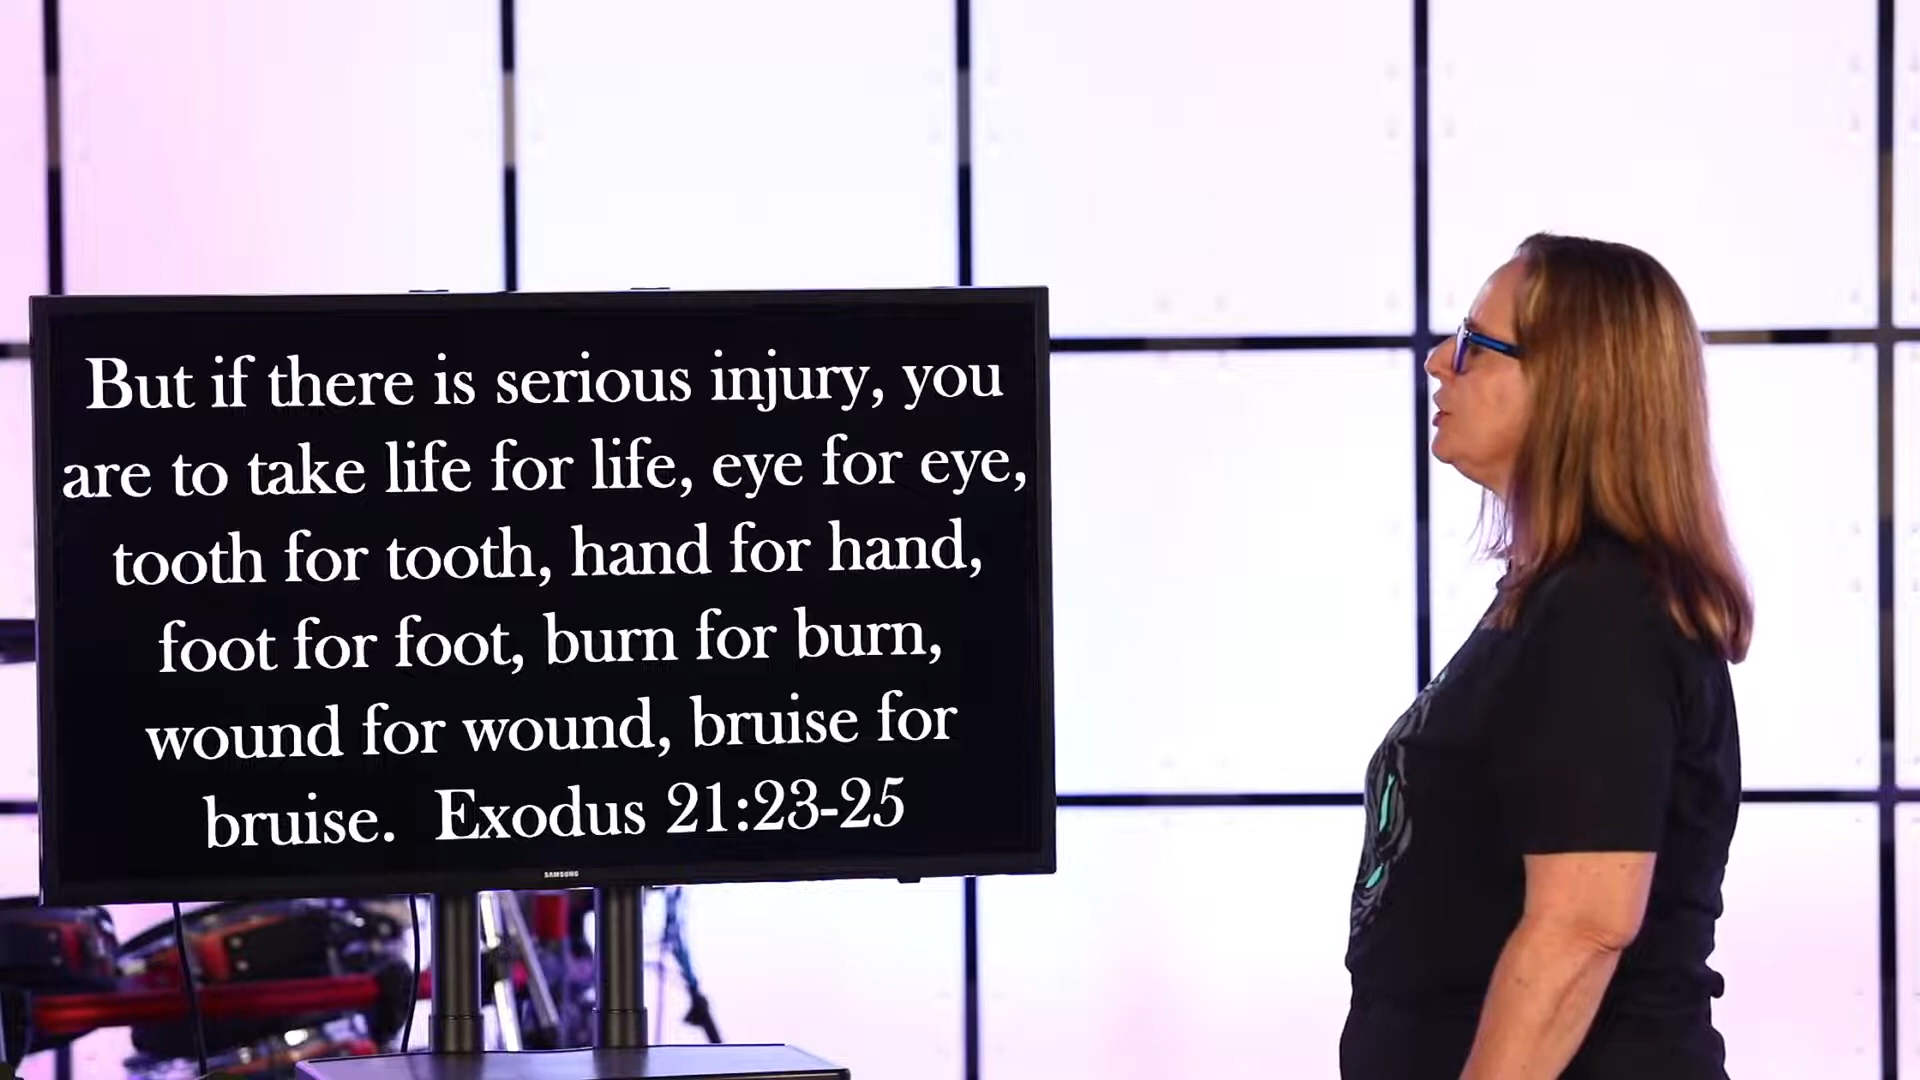 But if there is serious injury, you
are to take life for life, eye for eye,
tooth for tooth, hand for hand,
foot for foot, burn for burn,
wound for wound, bruise for
bruise. Exodus 21:23-25
SAMSUNG